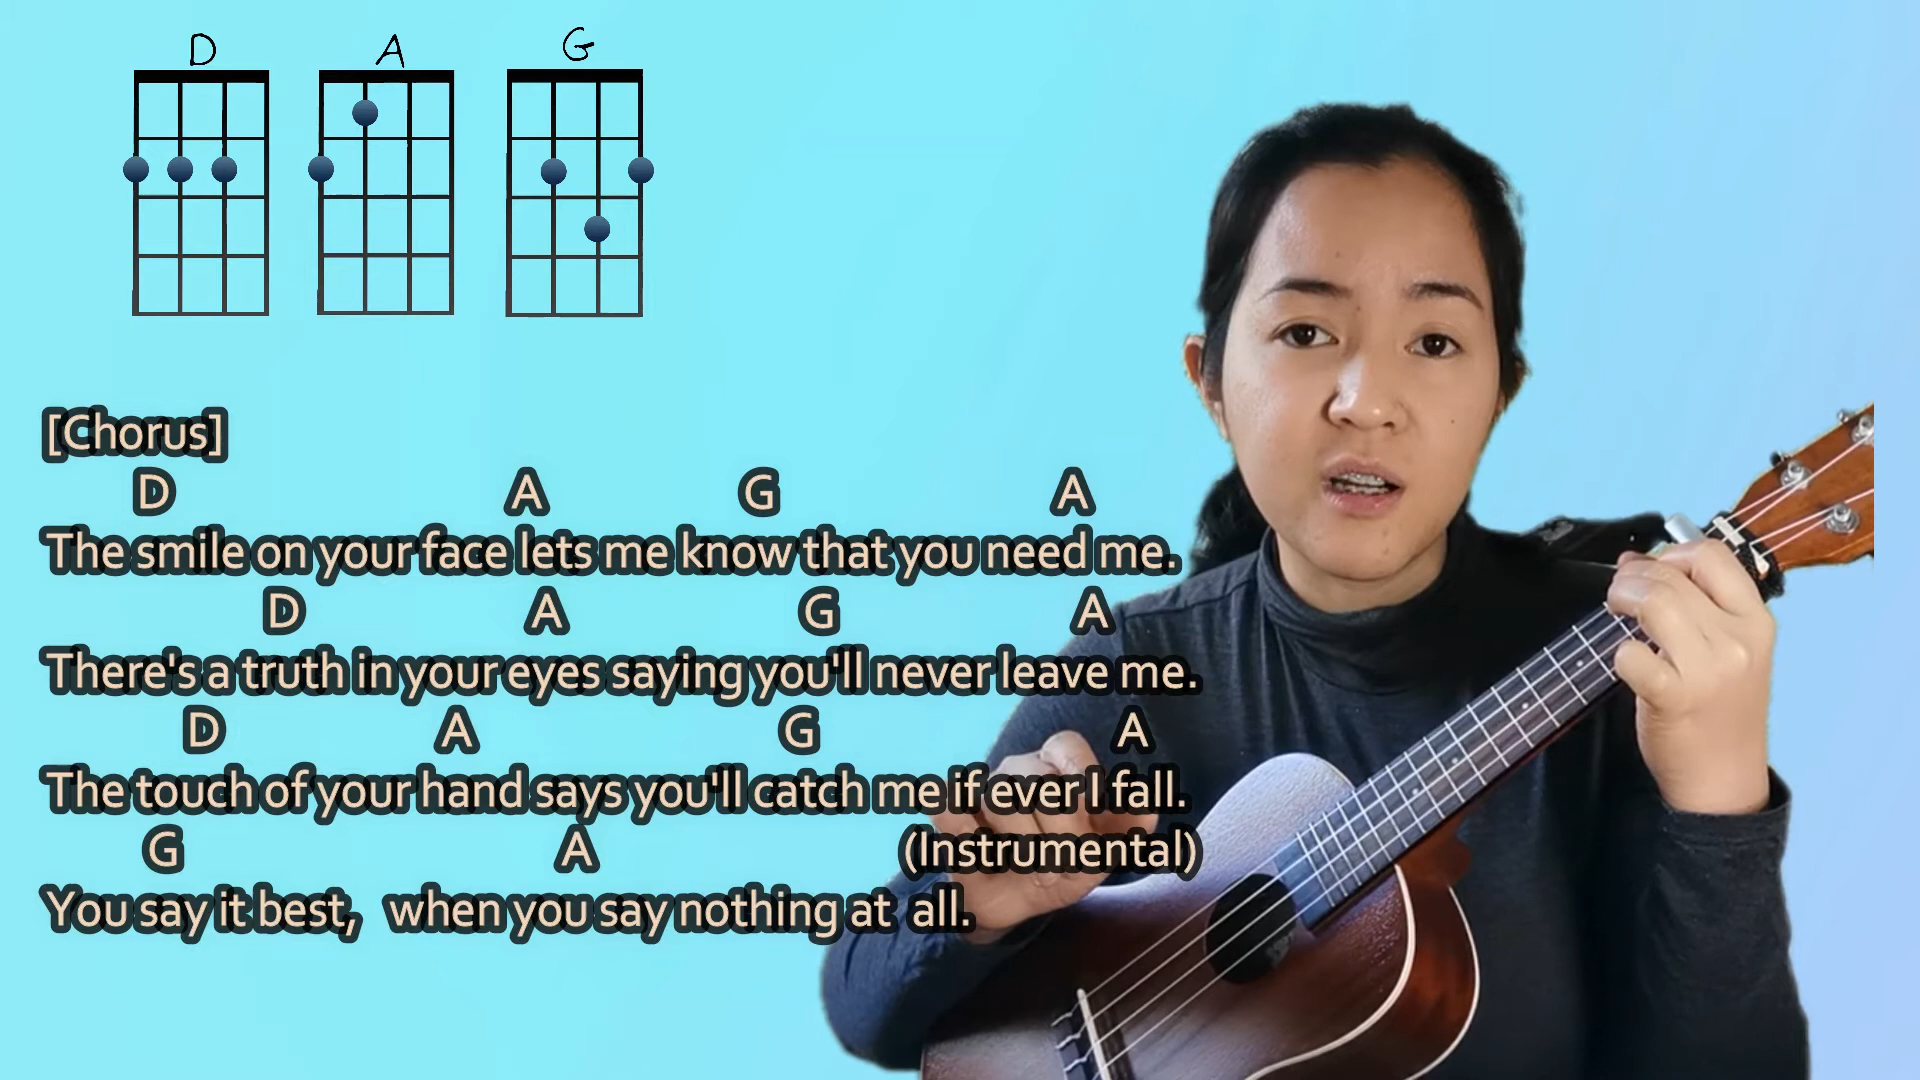 D A G
[Chorus]
D A G A
The smile on your face lets me know that you need me.
D A G A
There's a truth in your eyes saying you'll never leave me.
D A G A
The touch of your hand says you'll catch me if ever I fall.
G A (Instrumental)
You say it best, when you say nothing at all.